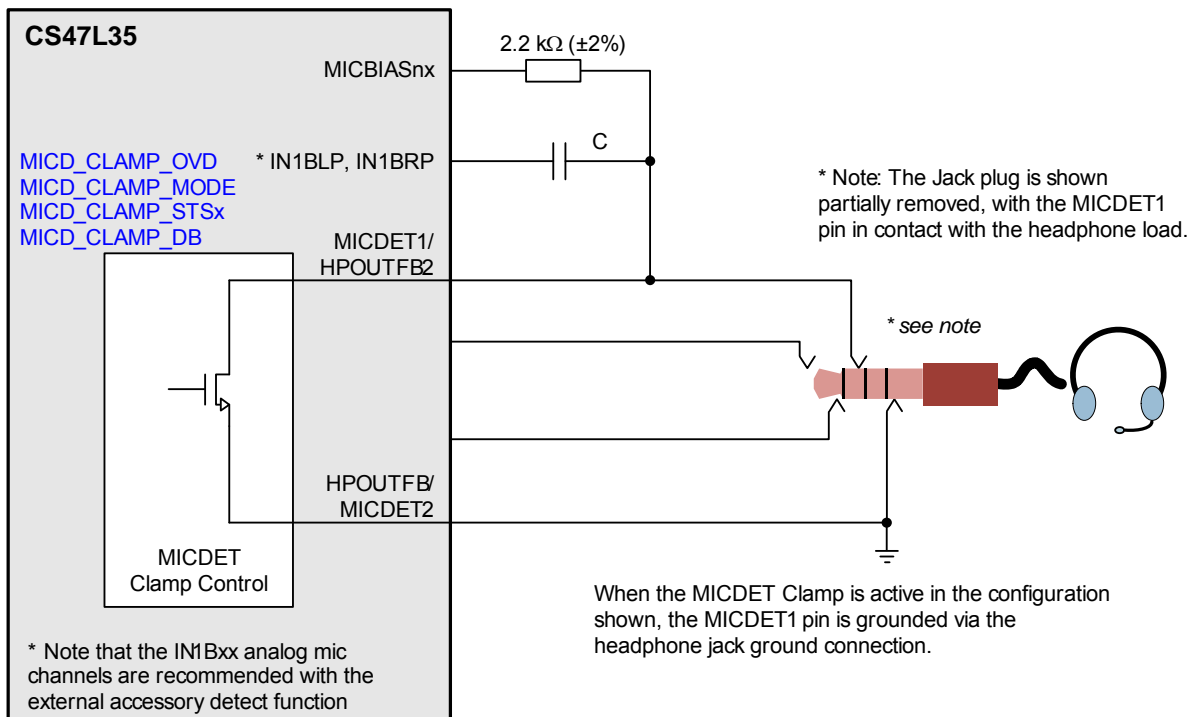 CS47L35
2.2 kΩ (±2%)
MICBIASnx
MICD_CLAMP_OVD
MICD_CLAMP_MODE
MICD_CLAMP_STSx
MICD_CLAMP_DB
* IN1BLP, IN1BRP
C
* Note: The Jack plug is shown
partially removed, with the MICDET1
pin in contact with the headphone load.
MICDET1/
HPOUTFB2
* see note
HPOUTFB/
MICDET2
MICDET
Clamp Control
When the MICDET Clamp is active in the configuration
shown, the MICDET1 pin is grounded via the
headphone jack ground connection.
* Note that the IN1Bxx analog mic
channels are recommended with the
external accessory detect function